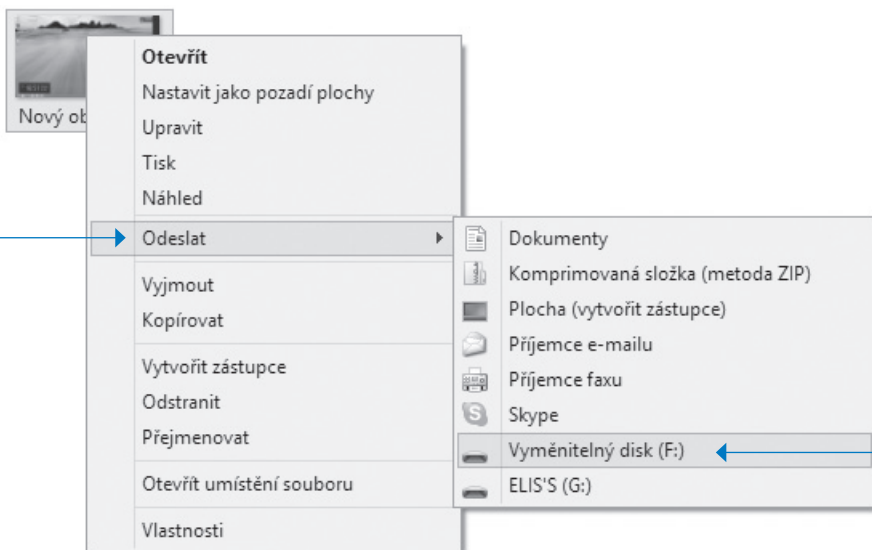 Nový ob
Otevřít
Nastavit jako pozadí plochy
Upravit
Tisk
Náhled
Odeslat
Vyjmout
Kopírovat
Vytvořit zástupce
Odstranit
Přejmenovat
Otevřít umístění souboru
Vlastnosti
Dokumenty
Komprimovaná složka (metoda ZIP)
Plocha (vytvořit zástupce)
Příjemce e-mailu
Příjemce faxu
Skype
Vyměnitelný disk (F:)
ELIS'S (G:)